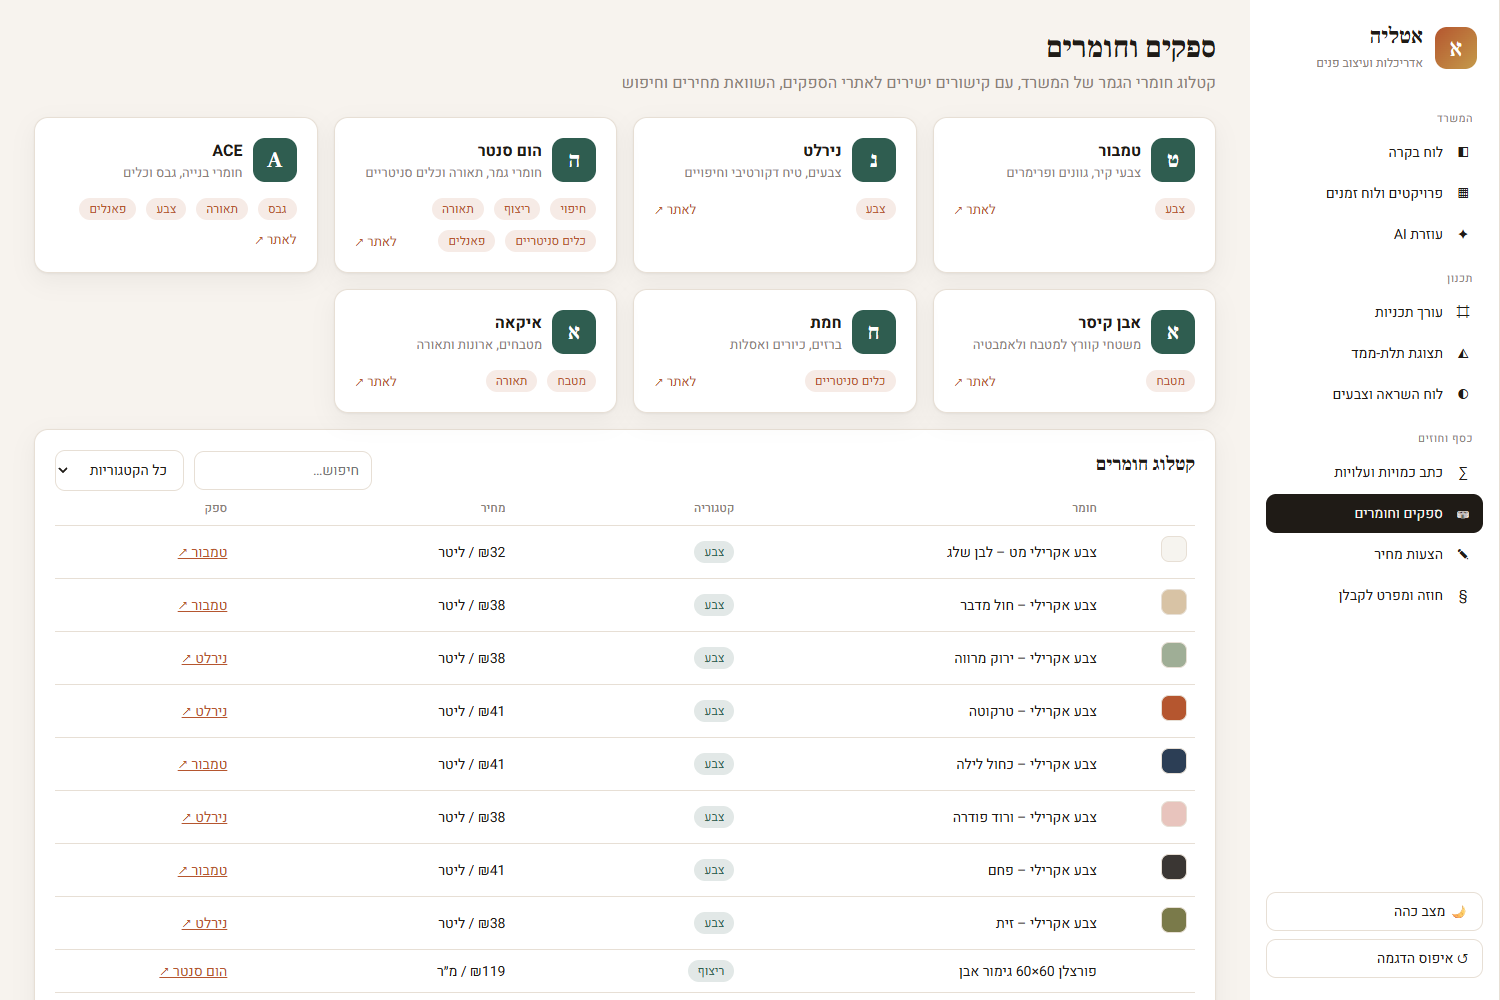 א
אטליה
אדריכלות ועיצוב פנים
המשרד
לוח בקרה
פרויקטים ולוח זמנים
עוזרת AI
תכנון
עורך תכניות
תצוגת תלת-ממד
לוח השראה וצבעים
כסף וחוזים
∑ כתב כמויות ועלויות
ספקים וחומרים
הצעות מחיר
§ חוזה ומפרט לקבלן
🌙 מצב כהה
↺ איפוס הדגמה
ספקים וחומרים
קטלוג חומרי הגמר של המשרד, עם קישורים ישירים לאתרי הספקים, השוואת מחירים וחיפוש
ט
טמבור
צבעי קיר, גוונים ופרימרים
צבע
לאתר ↗
נ
נירלט
צבעים, טיח דקורטיבי וחיפויים
צבע
לאתר ↗
ה
הום סנטר
חומרי גמר, תאורה וכלים סניטריים
חיפוי ריצוף תאורה
כלים סניטריים פאנלים
לאתר ↗
A
ACE
חומרי בנייה, גבס וכלים
גבס תאורה צבע פאנלים
לאתר ↗
א
אבן קיסר
משטחי קוורץ למטבח ולאמבטיה
מטבח
לאתר ↗
ח
חמת
ברזים, כיורים ואסלות
כלים סניטריים
לאתר ↗
א
איקאה
מטבחים, ארונות ותאורה
מטבח תאורה
לאתר ↗
קטלוג חומרים
חיפוש...
כל הקטגוריות
חומר קטגוריה מחיר ספק
צבע אקרילי מט – לבן שלג צבע ₪32 / ליטר טמבור ↗
צבע אקרילי – חול מדבר צבע ₪38 / ליטר טמבור ↗
צבע אקרילי – ירוק מרווה צבע ₪38 / ליטר נירלט ↗
צבע אקרילי – טרקוטה צבע ₪41 / ליטר נירלט ↗
צבע אקרילי – כחול לילה צבע ₪41 / ליטר טמבור ↗
צבע אקרילי – ורוד פודרה צבע ₪38 / ליטר נירלט ↗
צבע אקרילי – פחם צבע ₪41 / ליטר טמבור ↗
צבע אקרילי – זית צבע ₪38 / ליטר נירלט ↗
פורצלן 60×60 גימור אבן ריצוף ₪119 / מ״ר הום סנטר ↗